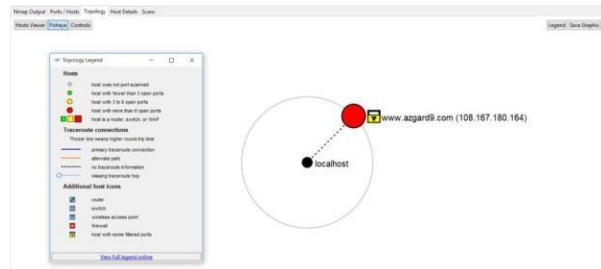 Nmap Output Ports / Hosts Topology Host Details Scans
Hosts Viewer Fisheye Controls Legend Save Graphic
Topology Legend
Hosts
host was not port scanned
host with fewer than 3 open ports
host with 3 to 6 open ports
host with more than 6 open ports
host is a router, switch, or WAP
Traceroute connections
Thicker line means higher round-trip time
primary traceroute connection
alternate path
no traceroute information
missing traceroute hop
Additional host icons
router
switch
wireless access point
firewall
host with some filtered ports
View full legend online
www.azgard9.com (108.167.180.164)
localhost